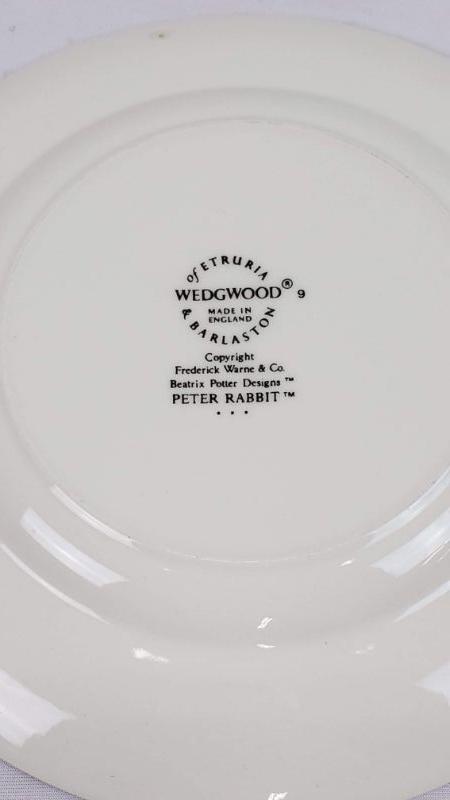 of ETRURIA
WEDGWOOD® 9
MADE IN
ENGLAND
& BARLASTON
Copyright
Frederick Warne & Co.
Beatrix Potter Designs™
PETER RABBIT™